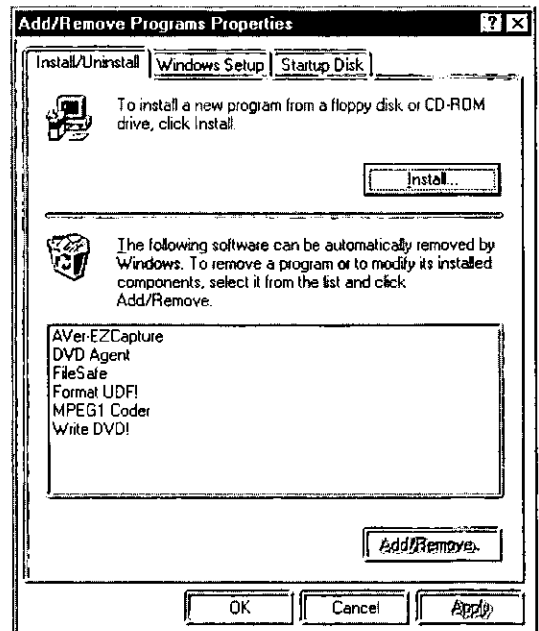 Add/Remove Programs Properties
Install/Uninstall
Windows Setup
Startup Disk
To install a new program from a floppy disk or CD-ROM
drive, click Install.
Install...
The following software can be automatically removed by
Windows. To remove a program or to modify its installed
components, select it from the list and click
Add/Remove.
AVer-EZCapture
DVD Agent
FileSafe
Format UDF!
MPEG1 Coder
Write DVD!
Add/Remove...
OK
Cancel
Apply